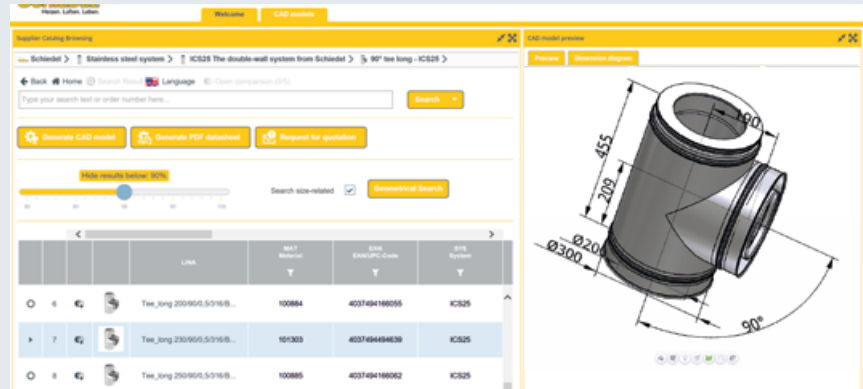 Heizen. Lüften. Leben.
Welcome
CAD models
Supplier Catalog Browsing
Schiedel > Stainless steel system > ICS25 The double-wall system from Schiedel > 90° tee long - ICS25 >
Back Home Search Result Language Open comparison (0/5)
Type your search text or order number here...
Search
Generate CAD model
Generate PDF datasheet
Request for quotation
Hide results below: 90%
Search size-related
Geometrical Search
100
LINA
MAT
Material
EAN
EAN/UPC-Code
SYS
System
6 Tee_long 200/90/0,5/316/B... 100884 4037494166055 ICS25
7 Tee_long 230/90/0,5/316/B... 101303 4037494494639 ICS25
8 Tee_long 250/90/0,5/316/B... 100885 4037494166062 ICS25
CAD model preview
Preview
Dimension diagram
190
455
209
Ø200
Ø300
90°